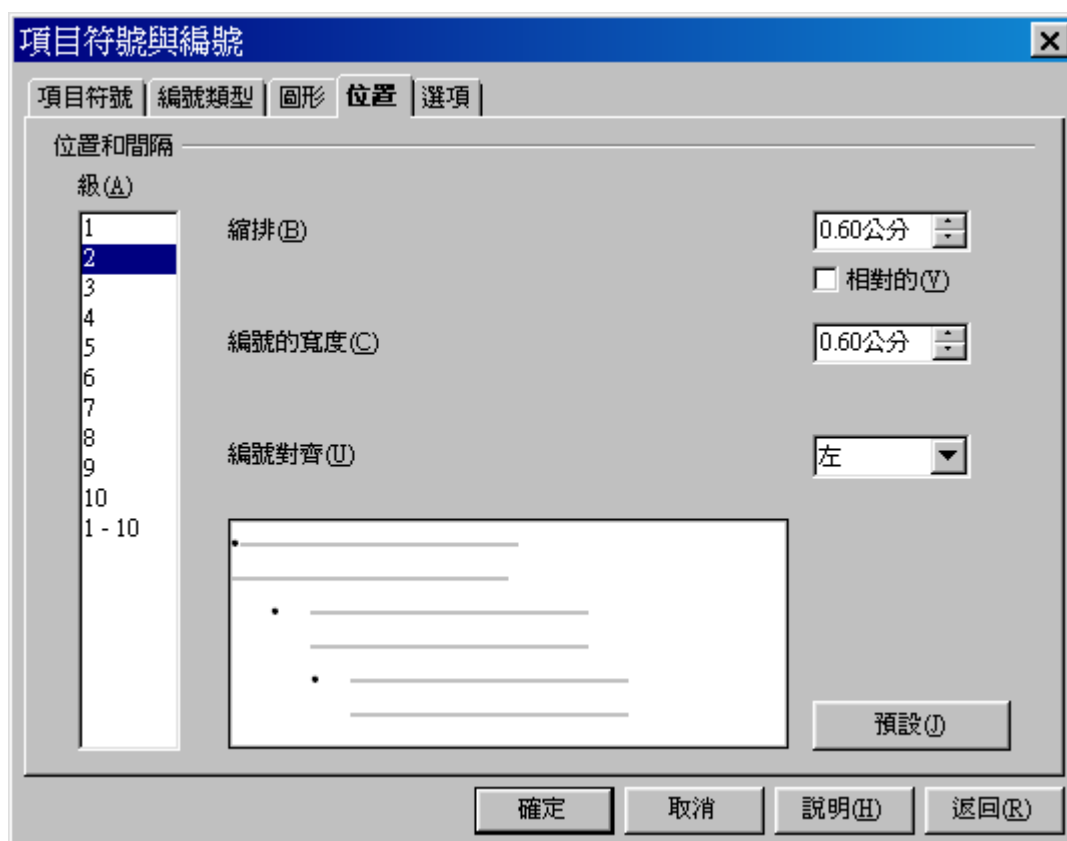 項目符號與編號
項目符號 編號類型 圖形 位置 選項
位置和間隔
級(A)
1
2
3
4
5
6
7
8
9
10
1 - 10
縮排(B) 0.60公分
相對的(V)
編號的寬度(C) 0.60公分
編號對齊(U) 左
預設(J)
確定 取消 說明(H) 返回(R)